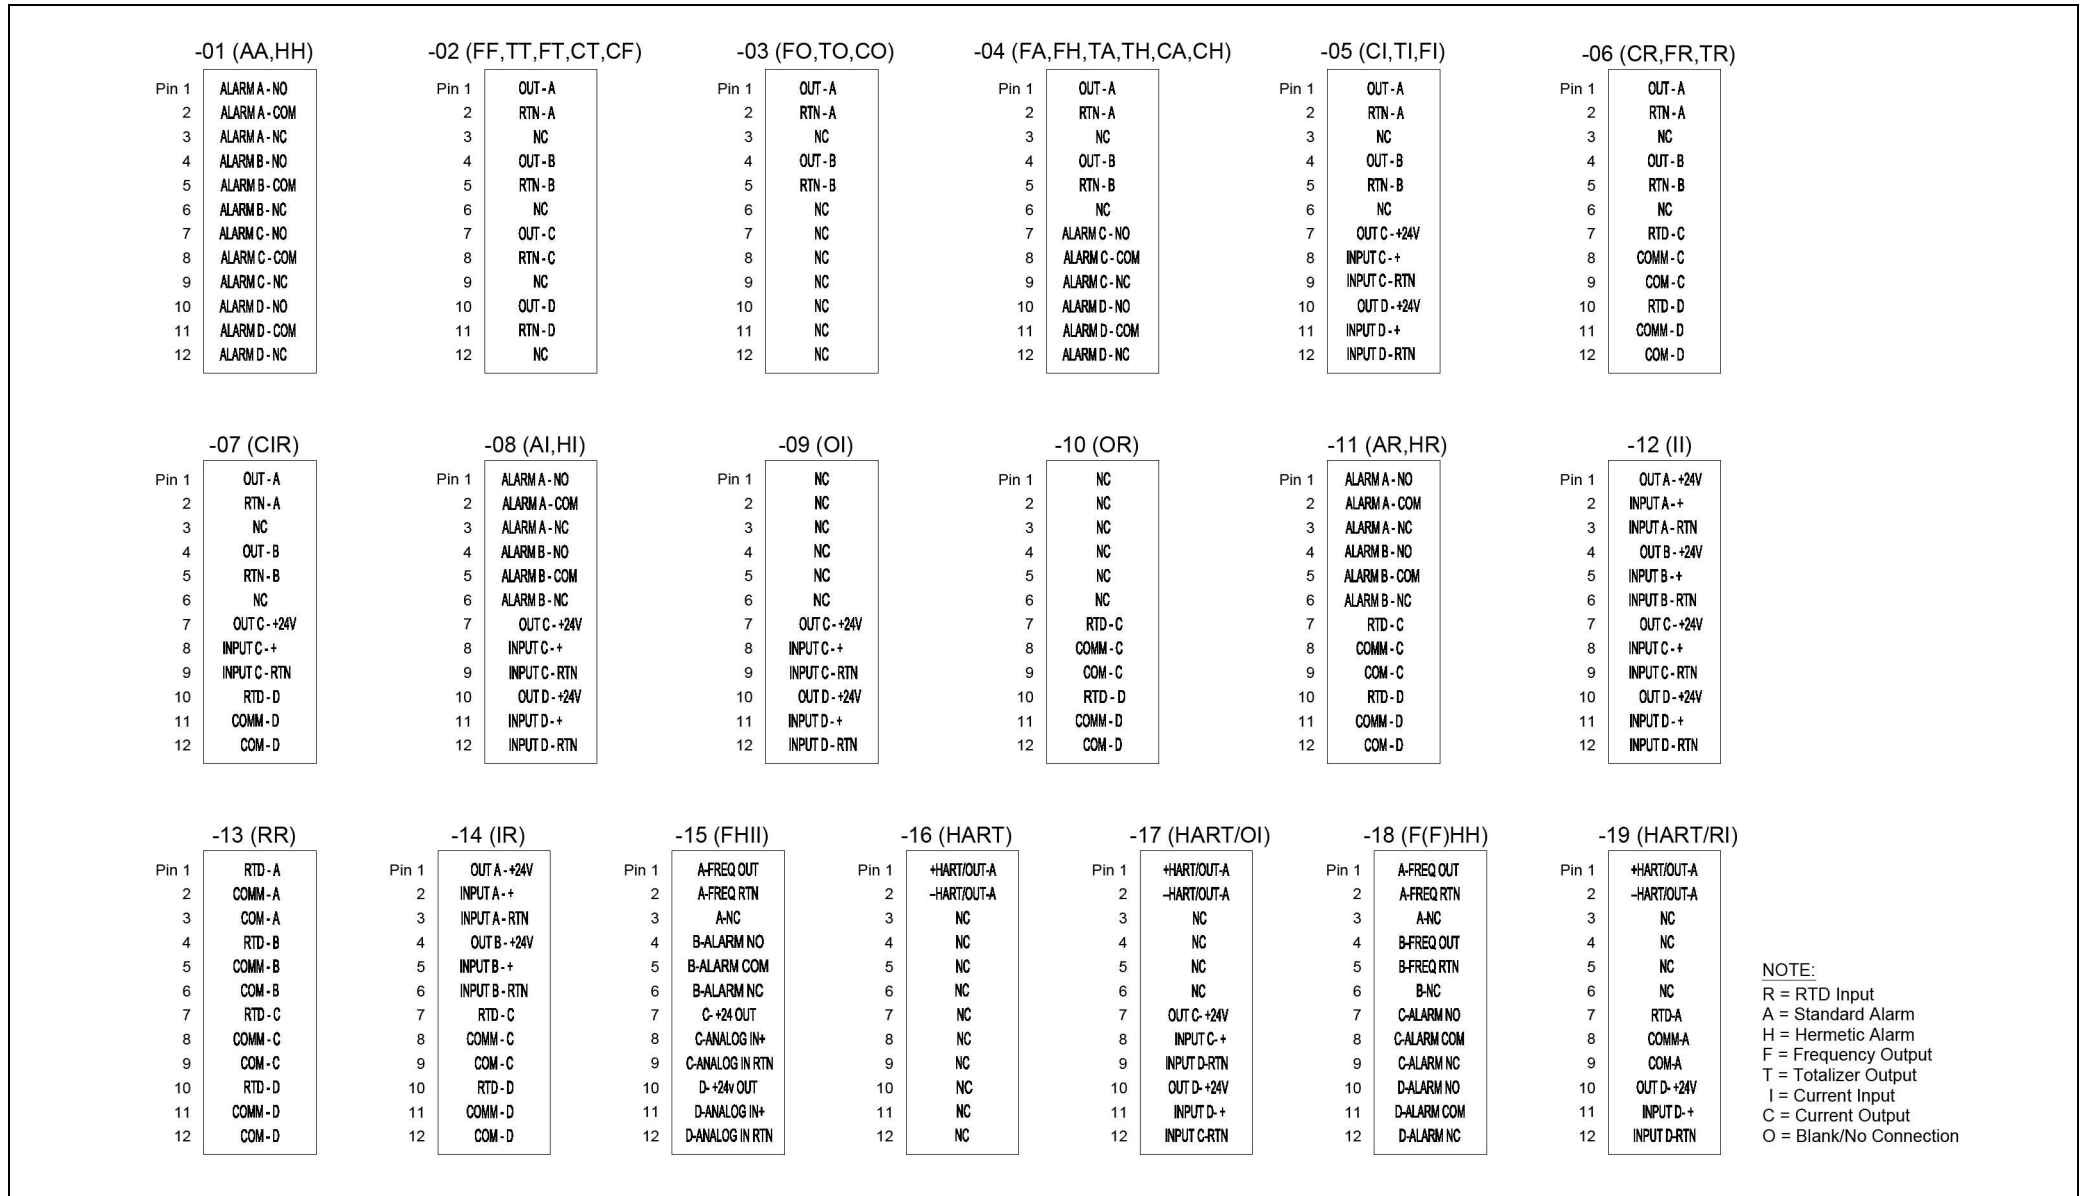 -01 (AA,HH)
Pin 1 ALARM A - NO
2 ALARM A - COM
3 ALARM A - NC
4 ALARM B - NO
5 ALARM B - COM
6 ALARM B - NC
7 ALARM C - NO
8 ALARM C - COM
9 ALARM C - NC
10 ALARM D - NO
11 ALARM D - COM
12 ALARM D - NC
-02 (FF,TT,FT,CT,CF)
Pin 1 OUT - A
2 RTN - A
3 NC
4 OUT - B
5 RTN - B
6 NC
7 OUT - C
8 RTN - C
9 NC
10 OUT - D
11 RTN - D
12 NC
-03 (FO,TO,CO)
Pin 1 OUT - A
2 RTN - A
3 NC
4 OUT - B
5 RTN - B
6 NC
7 NC
8 NC
9 NC
10 NC
11 NC
12 NC
-04 (FA,FH,TA,TH,CA,CH)
Pin 1 OUT - A
2 RTN - A
3 NC
4 OUT - B
5 RTN - B
6 NC
7 ALARM C - NO
8 ALARM C - COM
9 ALARM C - NC
10 ALARM D - NO
11 ALARM D - COM
12 ALARM D - NC
-05 (CI,TI,FI)
Pin 1 OUT - A
2 RTN - A
3 NC
4 OUT - B
5 RTN - B
6 NC
7 OUT C - +24V
8 INPUT C - +
9 INPUT C - RTN
10 OUT D - +24V
11 INPUT D - +
12 INPUT D - RTN
-06 (CR,FR,TR)
Pin 1 OUT - A
2 RTN - A
3 NC
4 OUT - B
5 RTN - B
6 NC
7 RTD - C
8 COMM - C
9 COM - C
10 RTD - D
11 COMM - D
12 COM - D
-07 (CIR)
Pin 1 OUT - A
2 RTN - A
3 NC
4 OUT - B
5 RTN - B
6 NC
7 OUT C - +24V
8 INPUT C - +
9 INPUT C - RTN
10 RTD - D
11 COMM - D
12 COM - D
-08 (AI,HI)
Pin 1 ALARM A - NO
2 ALARM A - COM
3 ALARM A - NC
4 ALARM B - NO
5 ALARM B - COM
6 ALARM B - NC
7 OUT C - +24V
8 INPUT C - +
9 INPUT C - RTN
10 OUT D - +24V
11 INPUT D - +
12 INPUT D - RTN
-09 (OI)
Pin 1 NC
2 NC
3 NC
4 NC
5 NC
6 NC
7 OUT C - +24V
8 INPUT C - +
9 INPUT C - RTN
10 OUT D - +24V
11 INPUT D - +
12 INPUT D - RTN
-10 (OR)
Pin 1 NC
2 NC
3 NC
4 NC
5 NC
6 NC
7 RTD - C
8 COMM - C
9 COM - C
10 RTD - D
11 COMM - D
12 COM - D
-11 (AR,HR)
Pin 1 ALARM A - NO
2 ALARM A - COM
3 ALARM A - NC
4 ALARM B - NO
5 ALARM B - COM
6 ALARM B - NC
7 RTD - C
8 COMM - C
9 COM - C
10 RTD - D
11 COMM - D
12 COM - D
-12 (II)
Pin 1 OUT A - +24V
2 INPUT A - +
3 INPUT A - RTN
4 OUT B - +24V
5 INPUT B - +
6 INPUT B - RTN
7 OUT C - +24V
8 INPUT C - +
9 INPUT C - RTN
10 OUT D - +24V
11 INPUT D - +
12 INPUT D - RTN
-13 (RR)
Pin 1 RTD - A
2 COMM - A
3 COM - A
4 RTD - B
5 COMM - B
6 COM - B
7 RTD - C
8 COMM - C
9 COM - C
10 RTD - D
11 COMM - D
12 COM - D
-14 (IR)
Pin 1 OUT A - +24V
2 INPUT A - +
3 INPUT A - RTN
4 OUT B - +24V
5 INPUT B - +
6 INPUT B - RTN
7 RTD - C
8 COMM - C
9 COM - C
10 RTD - D
11 COMM - D
12 COM - D
-15 (FHII)
Pin 1 A-FREQ OUT
2 A-FREQ RTN
3 A-NC
4 B-ALARM NO
5 B-ALARM COM
6 B-ALARM NC
7 C- +24 OUT
8 C-ANALOG IN+
9 C-ANALOG IN RTN
10 D- +24v OUT
11 D-ANALOG IN+
12 D-ANALOG IN RTN
-16 (HART)
Pin 1 +HART/OUT-A
2 –HART/OUT-A
3 NC
4 NC
5 NC
6 NC
7 NC
8 NC
9 NC
10 NC
11 NC
12 NC
-17 (HART/OI)
Pin 1 +HART/OUT-A
2 –HART/OUT-A
3 NC
4 NC
5 NC
6 NC
7 OUT C- +24V
8 INPUT C- +
9 INPUT D-RTN
10 OUT D- +24V
11 INPUT D- +
12 INPUT C-RTN
-18 (F(F)HH)
Pin 1 A-FREQ OUT
2 A-FREQ RTN
3 A-NC
4 B-FREQ OUT
5 B-FREQ RTN
6 B-NC
7 C-ALARM NO
8 C-ALARM COM
9 C-ALARM NC
10 D-ALARM NO
11 D-ALARM COM
12 D-ALARM NC
-19 (HART/RI)
Pin 1 +HART/OUT-A
2 –HART/OUT-A
3 NC
4 NC
5 NC
6 NC
7 RTD-A
8 COMM-A
9 COM-A
10 OUT D- +24V
11 INPUT D- +
12 INPUT D-RTN
NOTE:
R = RTD Input
A = Standard Alarm
H = Hermetic Alarm
F = Frequency Output
T = Totalizer Output
I = Current Input
C = Current Output
O = Blank/No Connection